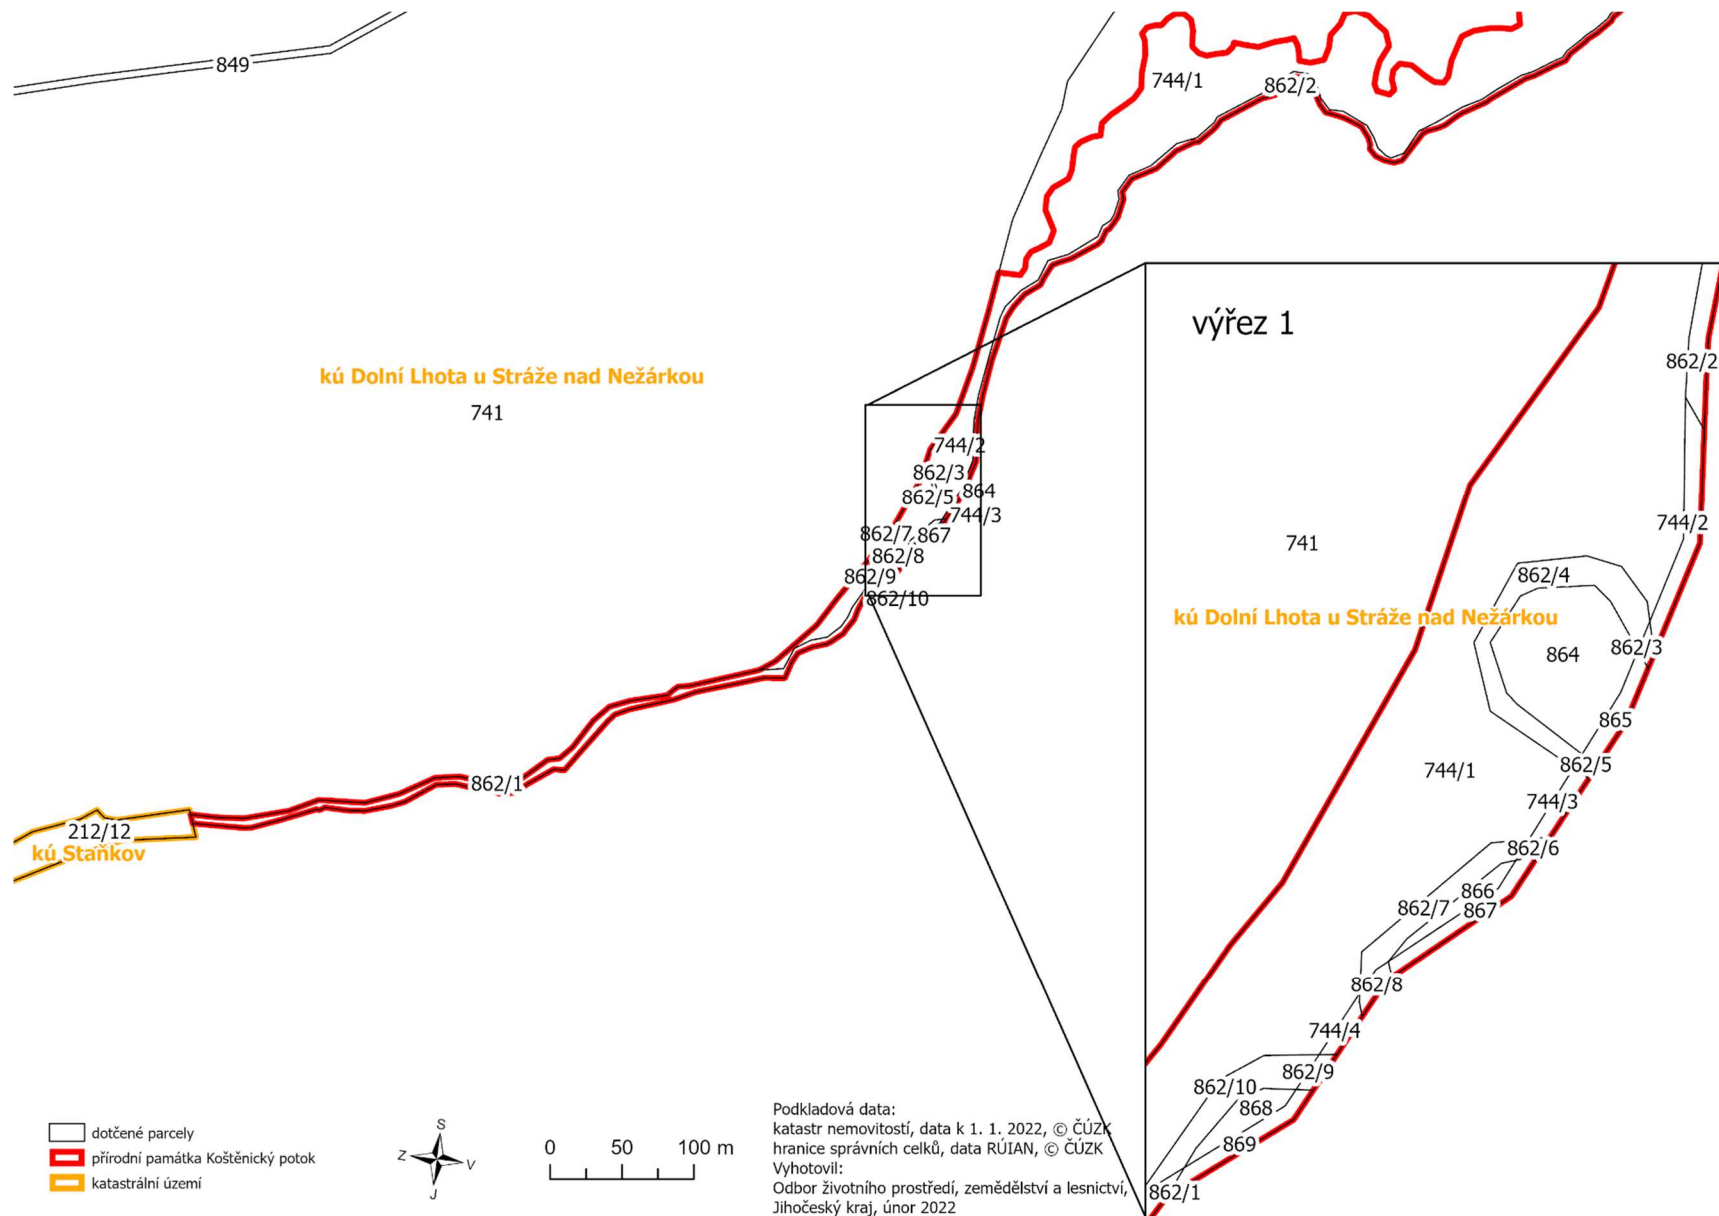 849
744/1
862/2
výřez 1
862/2
kú Dolní Lhota u Stráže nad Nežárkou
741
744/2
862/3
862/5
864
744/3
862/7
867
862/8
862/9
862/10
741
744/2
862/4
kú Dolní Lhota u Stráže nad Nežárkou
862/3
864
865
862/5
744/1
744/3
862/6
866
862/7
867
862/8
744/4
862/9
862/10
868
869
862/1
862/1
212/12
kú Staňkov
dotčené parcely
přírodní památka Koštěnický potok
katastrální území
S
Z
V
J
0 50 100 m
Podkladová data:
katastr nemovitostí, data k 1. 1. 2022, © ČÚZK
hranice správních celků, data RÚIAN, © ČÚZK
Vyhotovil:
Odbor životního prostředí, zemědělství a lesnictví,
Jihočeský kraj, únor 2022